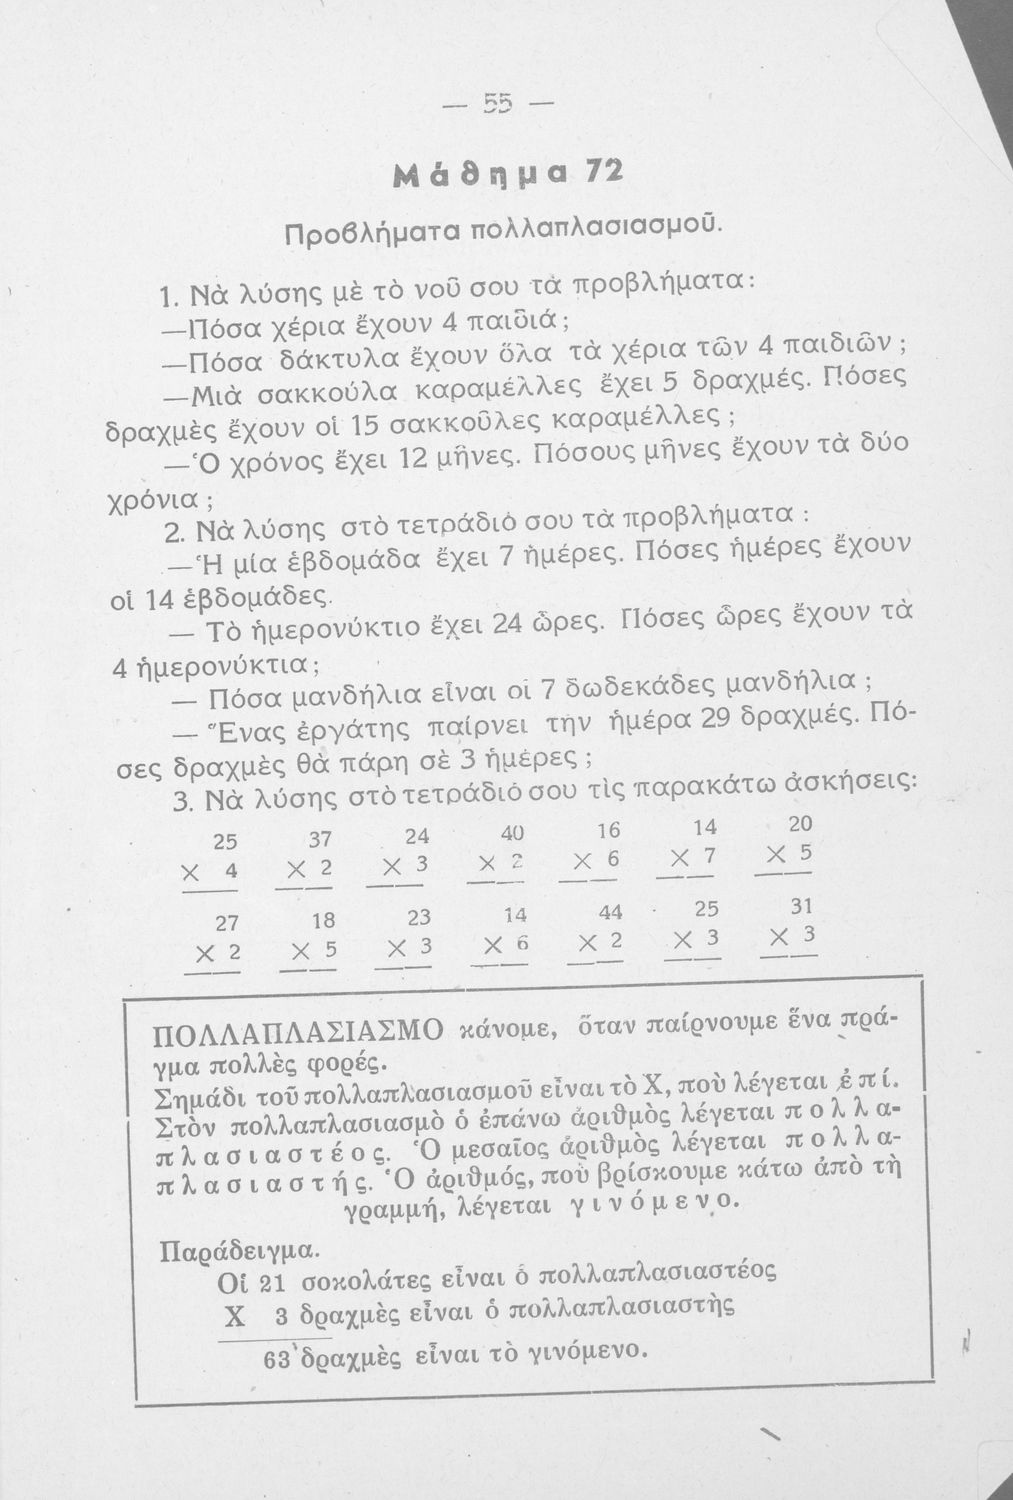 — 55 —
Μάθημα 72
Προβλήματα πολλαπλασιασμοῦ.
1. Νὰ λύσης μὲ τὸ νοῦ σου τὰ προβλήματα:
—Πόσα χέρια ἔχουν 4 παιδιά;
—Πόσα δάκτυλα ἔχουν ὅλα τὰ χέρια τῶν 4 παιδιῶν;
—Μιὰ σακκούλα καραμέλλες ἔχει 5 δραχμές. Πόσες
δραχμὲς ἔχουν οἱ 15 σακκοῦλες καραμέλλες;
—Ὁ χρόνος ἔχει 12 μῆνες. Πόσους μῆνες ἔχουν τὰ δύο
χρόνια;
2. Νὰ λύσης στὸ τετράδιό σου τὰ προβλήματα:
—Ἡ μία ἑβδομάδα ἔχει 7 ἡμέρες. Πόσες ἡμέρες ἔχουν
οἱ 14 ἑβδομάδες.
— Τὸ ἡμερονύκτιο ἔχει 24 ὧρες. Πόσες ὧρες ἔχουν τὰ
4 ἡμερονύκτια;
— Πόσα μανδήλια εἶναι οἱ 7 δωδεκάδες μανδήλια;
— Ἕνας ἐργάτης παίρνει τὴν ἡμέρα 29 δραχμές. Πό-
σες δραχμὲς θὰ πάρη σὲ 3 ἡμέρες;
3. Νὰ λύσης στὸ τετράδιό σου τὶς παρακάτω ἀσκήσεις:
25 37 24 40 16 14 20
× 4 × 2 × 3 × 2 × 6 × 7 × 5
27 18 23 14 44 25 31
× 2 × 5 × 3 × 6 × 2 × 3 × 3
ΠΟΛΛΑΠΛΑΣΙΑΣΜΟ κάνομε, ὅταν παίρνουμε ἕνα πρά-
γμα πολλὲς φορές.
Σημάδι τοῦ πολλαπλασιασμοῦ εἶναι τὸ Χ, ποὺ λέγεται ἐπί.
Στὸν πολλαπλασιασμὸ ὁ ἐπάνω ἀριθμὸς λέγεται πολλα-
πλασιαστέος. Ὁ μεσαῖος ἀριθμὸς λέγεται πολλα-
πλασιαστής. Ὁ ἀριθμός, ποὺ βρίσκουμε κάτω ἀπὸ τὴ
γραμμή, λέγεται γινόμενο.
Παράδειγμα.
Οἱ 21 σοκολάτες εἶναι ὁ πολλαπλασιαστέος
Χ 3 δραχμὲς εἶναι ὁ πολλαπλασιαστὴς
63 δραχμὲς εἶναι τὸ γινόμενο.